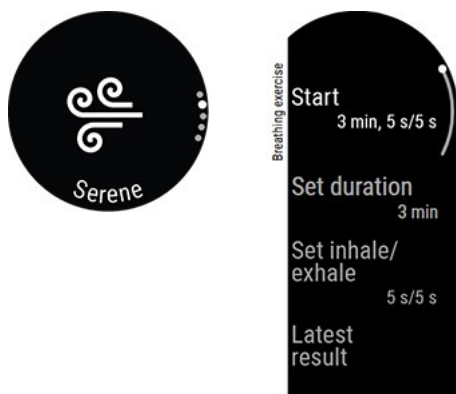 Serene
Breathing exercise
Start
3 min, 5 s/5 s
Set duration
3 min
Set inhale/
exhale
5 s/5 s
Latest
result